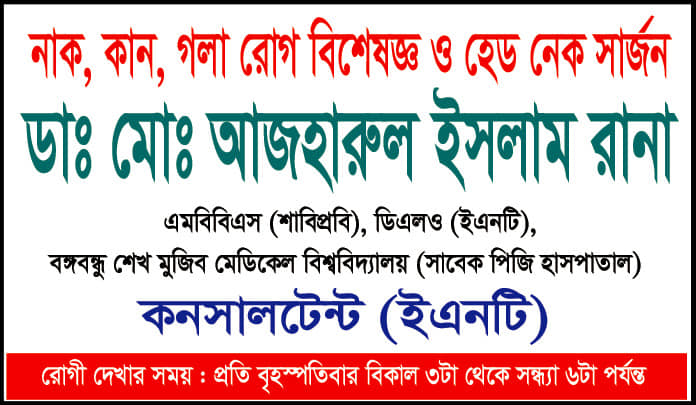 নাক, কান, গলা রোগ বিশেষজ্ঞ ও হেড নেক সার্জন
ডাঃ মোঃ আজহারুল ইসলাম রানা
এমবিবিএস (শাবিপ্রবি), ডিএলও (ইএনটি),
বঙ্গবন্ধু শেখ মুজিব মেডিকেল বিশ্ববিদ্যালয় (সাবেক পিজি হাসপাতাল)
কনসালটেন্ট (ইএনটি)
রোগী দেখার সময় : প্রতি বৃহস্পতিবার বিকাল ৩টা থেকে সন্ধ্যা ৬টা পর্যন্ত